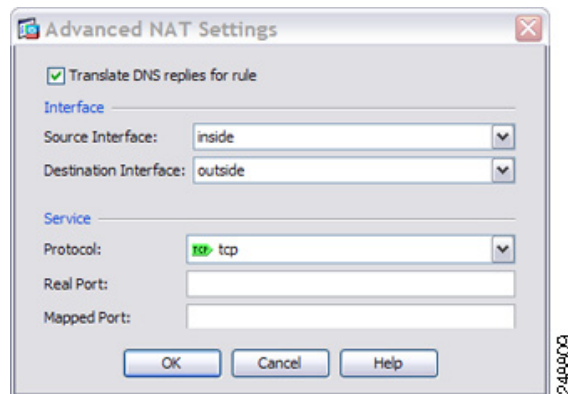 Advanced NAT Settings
Translate DNS replies for rule
Interface
Source Interface: inside
Destination Interface: outside
Service
Protocol: TCP tcp
Real Port:
Mapped Port:
OK Cancel Help
248809